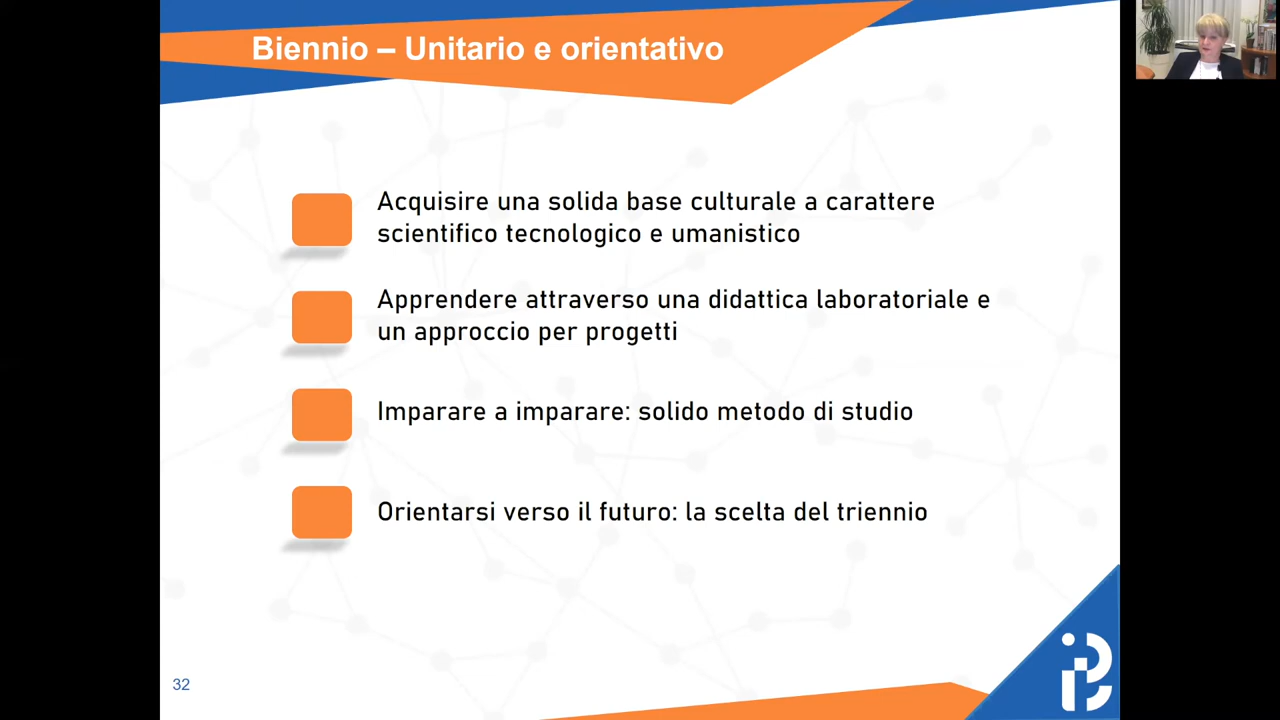 Biennio – Unitario e orientativo
Acquisire una solida base culturale a carattere
scientifico tecnologico e umanistico
Apprendere attraverso una didattica laboratoriale e
un approccio per progetti
Imparare a imparare: solido metodo di studio
Orientarsi verso il futuro: la scelta del triennio
32